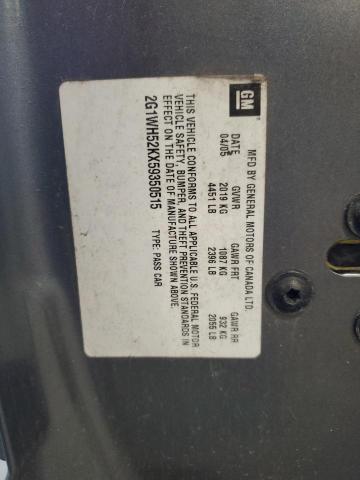 GM
MFD BY GENERAL MOTORS OF CANADA LTD.
DATE GVWR GAWR FRT GAWR RR
04/05 2019 KG 1087 KG 932 KG
4451 LB 2396 LB 2055 LB
THIS VEHICLE CONFORMS TO ALL APPLICABLE U.S. FEDERAL MOTOR
VEHICLE SAFETY, BUMPER, AND THEFT PREVENTION STANDARDS IN
EFFECT ON THE DATE OF MANUFACTURE SHOWN ABOVE.
2G1WH52KX59350515 TYPE: PASS CAR